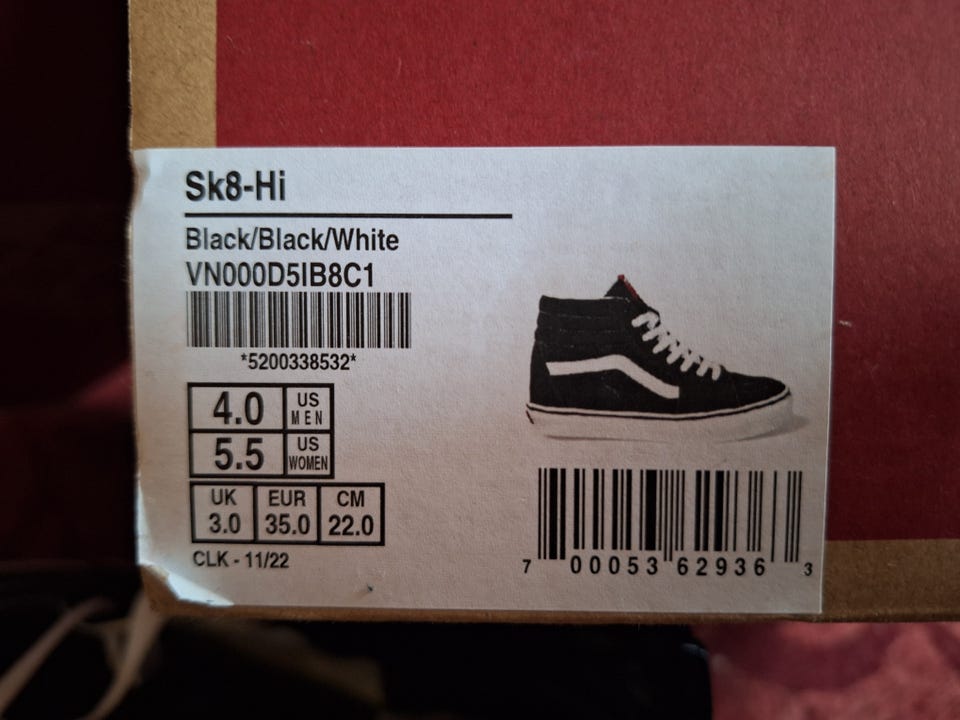 Sk8-Hi
Black/Black/White
VN000D5IB8C1
*5200338532*
4.0 US MEN
5.5 US WOMEN
UK EUR CM
3.0 35.0 22.0
CLK - 11/22
7 00053 62936 3